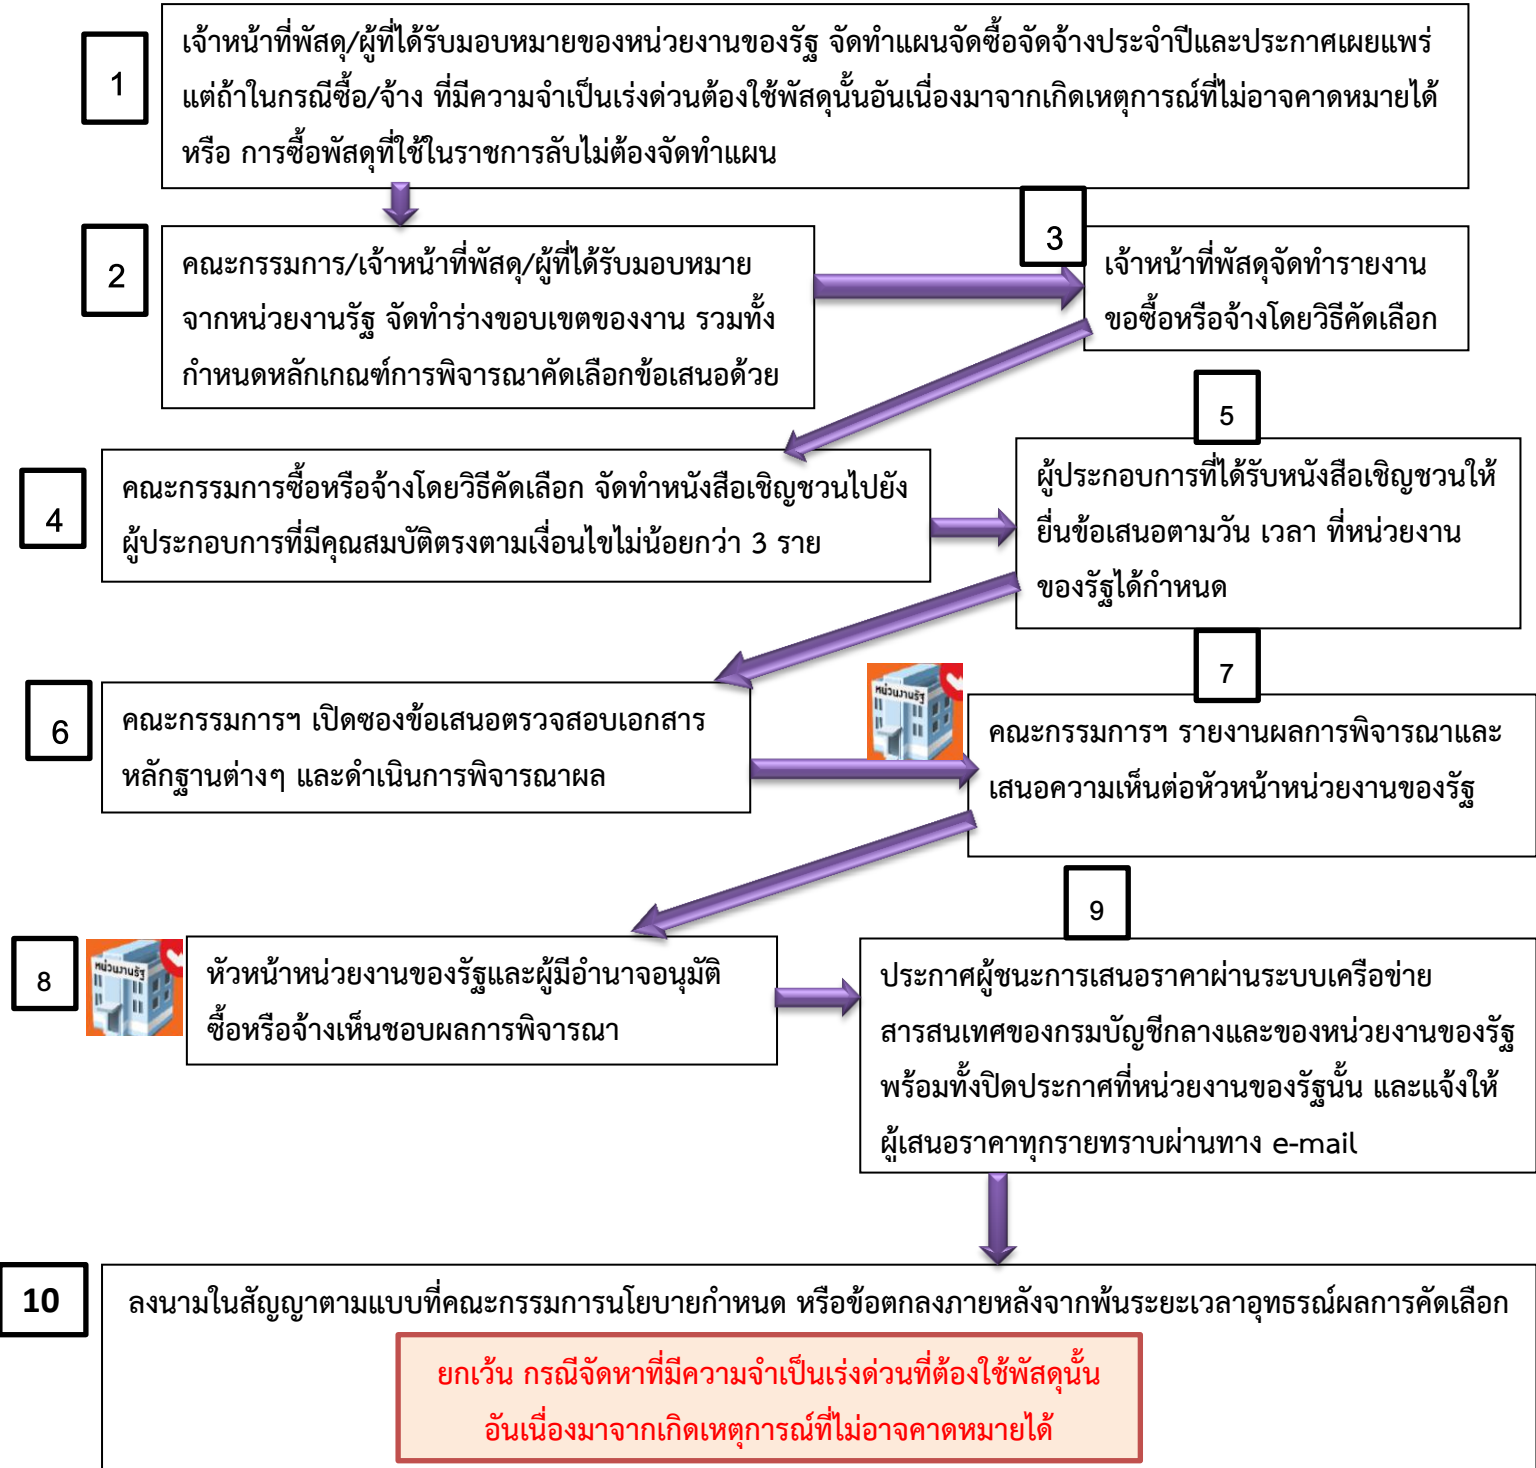 1
เจ้าหน้าที่พัสดุ/ผู้ที่ได้รับมอบหมายของหน่วยงานของรัฐ จัดทำแผนจัดซื้อจัดจ้างประจำปีและประกาศเผยแพร่
แต่ถ้าในกรณีซื้อ/จ้าง ที่มีความจำเป็นเร่งด่วนต้องใช้พัสดุนั้นอันเนื่องมาจากเกิดเหตุการณ์ที่ไม่อาจคาดหมายได้
หรือ การซื้อพัสดุที่ใช้ในราชการลับไม่ต้องจัดทำแผน
2
คณะกรรมการ/เจ้าหน้าที่พัสดุ/ผู้ที่ได้รับมอบหมาย
จากหน่วยงานรัฐ จัดทำร่างขอบเขตของงาน รวมทั้ง
กำหนดหลักเกณฑ์การพิจารณาคัดเลือกข้อเสนอด้วย
3
เจ้าหน้าที่พัสดุจัดทำรายงาน
ขอซื้อหรือจ้างโดยวิธีคัดเลือก
4
คณะกรรมการซื้อหรือจ้างโดยวิธีคัดเลือก จัดทำหนังสือเชิญชวนไปยัง
ผู้ประกอบการที่มีคุณสมบัติตรงตามเงื่อนไขไม่น้อยกว่า 3 ราย
5
ผู้ประกอบการที่ได้รับหนังสือเชิญชวนให้
ยื่นข้อเสนอตามวัน เวลา ที่หน่วยงาน
ของรัฐได้กำหนด
6
คณะกรรมการฯ เปิดซองข้อเสนอตรวจสอบเอกสาร
หลักฐานต่างๆ และดำเนินการพิจารณาผล
หน่วยงานรัฐ
7
คณะกรรมการฯ รายงานผลการพิจารณาและ
เสนอความเห็นต่อหัวหน้าหน่วยงานของรัฐ
8
หน่วยงานรัฐ
หัวหน้าหน่วยงานของรัฐและผู้มีอำนาจอนุมัติ
ซื้อหรือจ้างเห็นชอบผลการพิจารณา
9
ประกาศผู้ชนะการเสนอราคาผ่านระบบเครือข่าย
สารสนเทศของกรมบัญชีกลางและของหน่วยงานของรัฐ
พร้อมทั้งปิดประกาศที่หน่วยงานของรัฐนั้น และแจ้งให้
ผู้เสนอราคาทุกรายทราบผ่านทาง e-mail
10
ลงนามในสัญญาตามแบบที่คณะกรรมการนโยบายกำหนด หรือข้อตกลงภายหลังจากพ้นระยะเวลาอุทธรณ์ผลการคัดเลือก
ยกเว้น กรณีจัดหาที่มีความจำเป็นเร่งด่วนที่ต้องใช้พัสดุนั้น
อันเนื่องมาจากเกิดเหตุการณ์ที่ไม่อาจคาดหมายได้